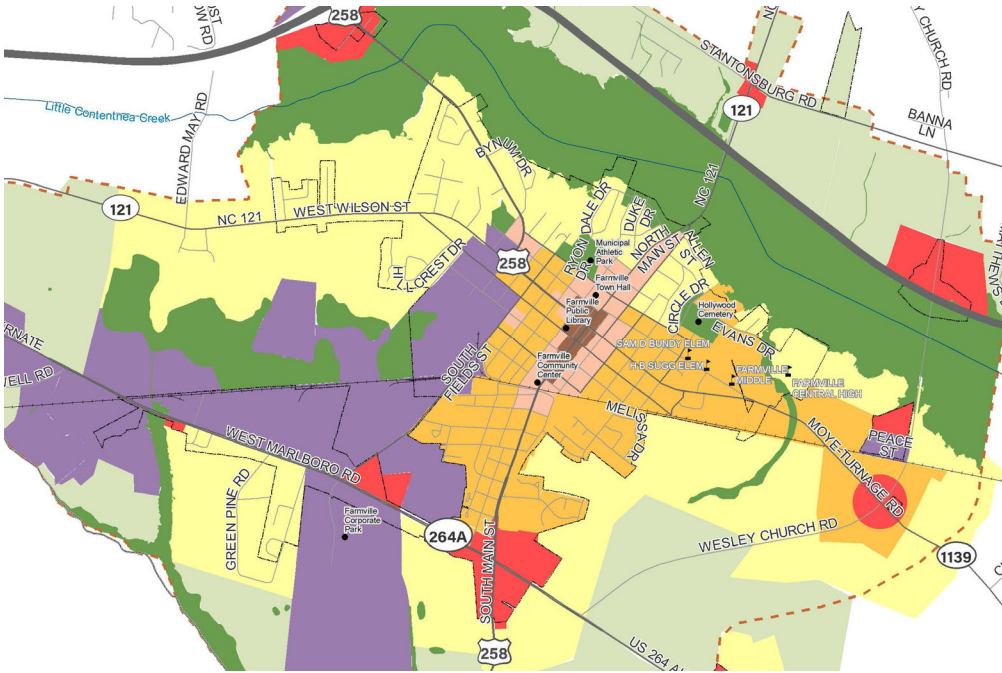 258
STANTONSBURG RD
121
BANNA
LN
Little Contentnea Creek
EDWARD MAY RD
BYNUM DR
NC 121
121
NC 121
WEST WILSON ST
RYON DALE DR
DR
DUKE
DR
NORTH
MAIN ST
ALLEN
ST
Municipal
Athletic
Park
258
Farmville
Town Hall
CIRCLE DR
Hollywood
Cemetery
Farmville
Public
Library
EVANS DR
SAM D BUNDY ELEM
H B SUGG ELEM
FARMVILLE
MIDDLE
FARMVILLE
CENTRAL HIGH
SOUTH
FIELDS ST
Farmville
Community
Center
PEACE
ST
MOYE-TURNAGE RD
WEST MARLBORO RD
GREEN PINE RD
Farmville
Corporate
Park
264A
WESLEY CHURCH RD
1139
SOUTH MAIN ST
258
US 264 A